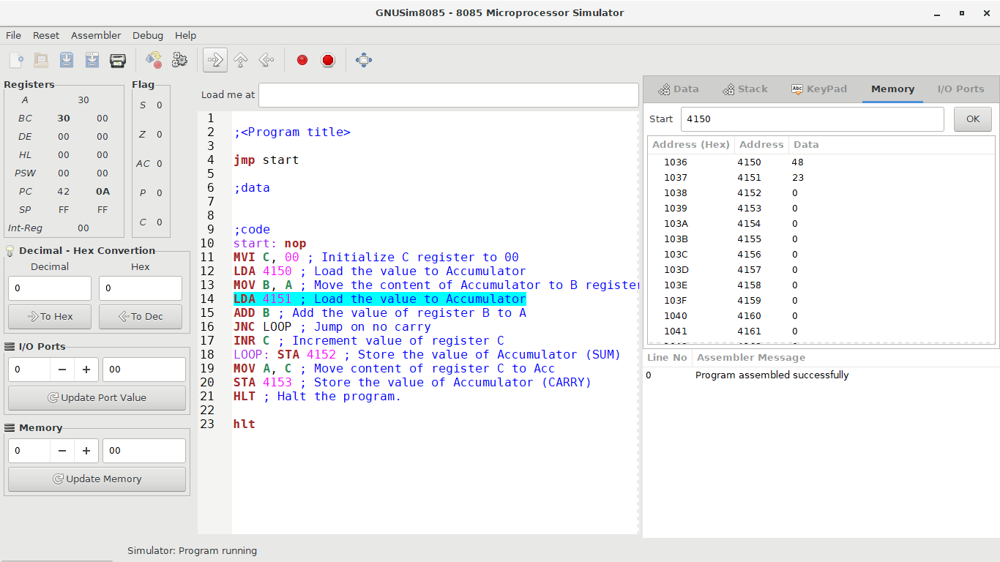 GNUSim8085 - 8085 Microprocessor Simulator
File Reset Assembler Debug Help
Registers
A 30
BC 30 00
DE 00 00
HL 00 00
PSW 00 00
PC 42 0A
SP FF FF
Int-Reg 00
Flag
S 0
Z 0
AC 0
P 0
C 0
Decimal - Hex Convertion
Decimal Hex
0 0
To Hex To Dec
I/O Ports
0 00
Update Port Value
Memory
0 00
Update Memory
Load me at
1
2 ;<Program title>
3
4 jmp start
5
6 ;data
7
8
9 ;code
10 start: nop
11 MVI C, 00 ; Initialize C register to 00
12 LDA 4150 ; Load the value to Accumulator
13 MOV B, A ; Move the content of Accumulator to B register
14 LDA 4151 ; Load the value to Accumulator
15 ADD B ; Add the value of register B to A
16 JNC LOOP ; Jump on no carry
17 INR C ; Increment value of register C
18 LOOP: STA 4152 ; Store the value of Accumulator (SUM)
19 MOV A, C ; Move content of register C to Acc
20 STA 4153 ; Store the value of Accumulator (CARRY)
21 HLT ; Halt the program.
22
23 hlt
Data Stack Abc KeyPad Memory I/O Ports
Start 4150 OK
Address (Hex) Address Data
1036 4150 48
1037 4151 23
1038 4152 0
1039 4153 0
103A 4154 0
103B 4155 0
103C 4156 0
103D 4157 0
103E 4158 0
103F 4159 0
1040 4160 0
1041 4161 0
Line No Assembler Message
0 Program assembled successfully
Simulator: Program running